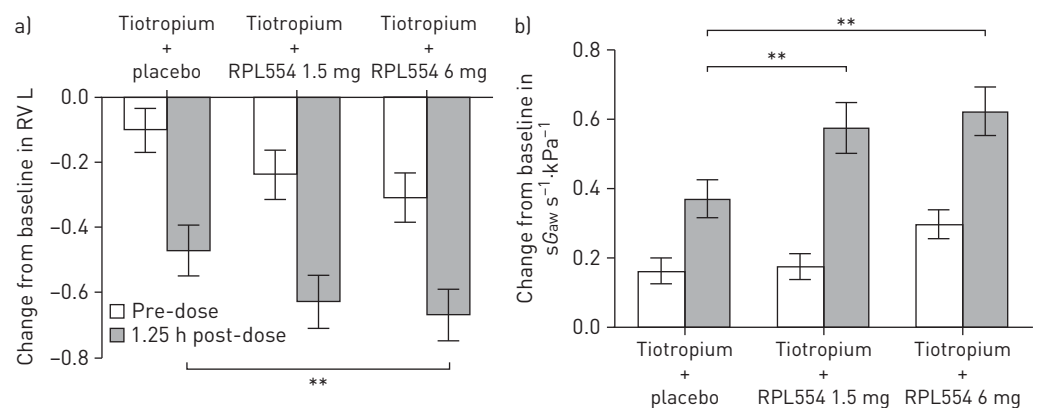 a)
Tiotropium
+
placebo
Tiotropium
+
RPL554 1.5 mg
Tiotropium
+
RPL554 6 mg
0.0
−0.2
−0.4
−0.6
−0.8
Change from baseline in RV L
Pre-dose
1.25 h post-dose
**
b)
**
**
0.8
0.6
0.4
0.2
0.0
Change from baseline in
sGaw s−1·kPa−1
Tiotropium
+
placebo
Tiotropium
+
RPL554 1.5 mg
Tiotropium
+
RPL554 6 mg